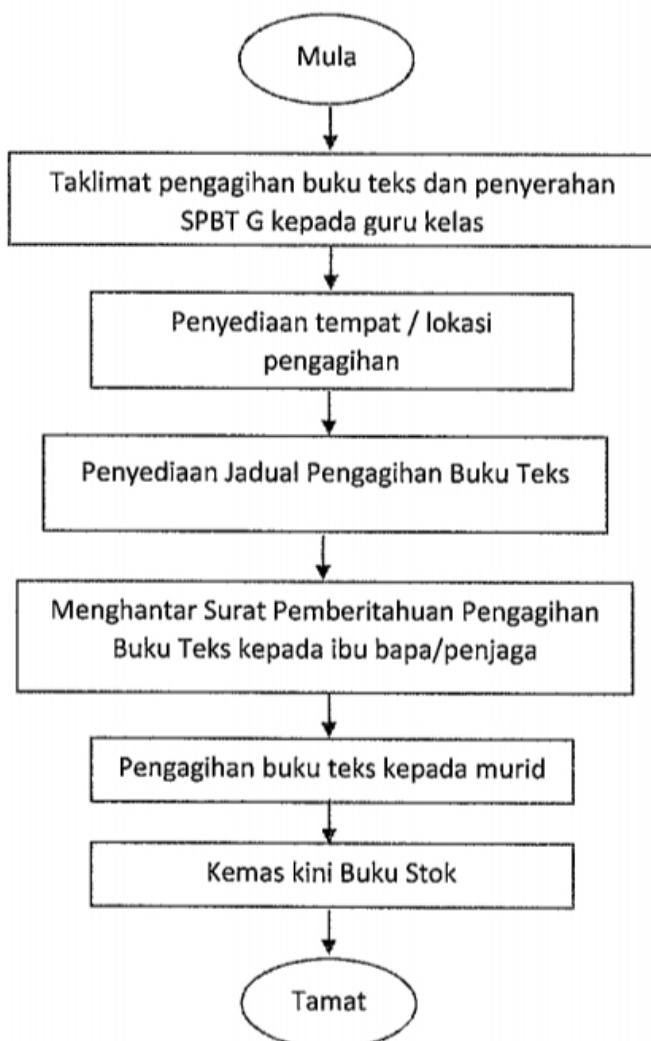 Mula
Taklimat pengagihan buku teks dan penyerahan
SPBT G kepada guru kelas
Penyediaan tempat / lokasi
pengagihan
Penyediaan Jadual Pengagihan Buku Teks
Menghantar Surat Pemberitahuan Pengagihan
Buku Teks kepada ibu bapa/penjaga
Pengagihan buku teks kepada murid
Kemas kini Buku Stok
Tamat